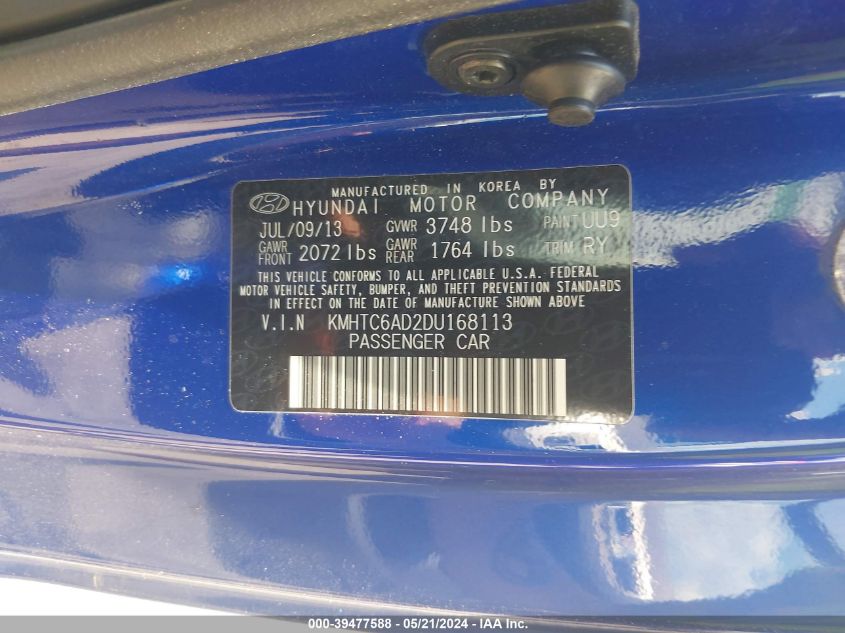 MANUFACTURED IN KOREA BY
HYUNDAI MOTOR COMPANY
JUL/09/13 GVWR 3748 lbs PAINT UU9
GAWR FRONT 2072 lbs GAWR REAR 1764 lbs TRIM RY
THIS VEHICLE CONFORMS TO ALL APPLICABLE U.S.A. FEDERAL
MOTOR VEHICLE SAFETY, BUMPER, AND THEFT PREVENTION STANDARDS
IN EFFECT ON THE DATE OF MANUFACTURE SHOWN ABOVE
V.I.N KMHTC6AD2DU168113
PASSENGER CAR
000-39477588 - 05/21/2024 - IAA Inc.